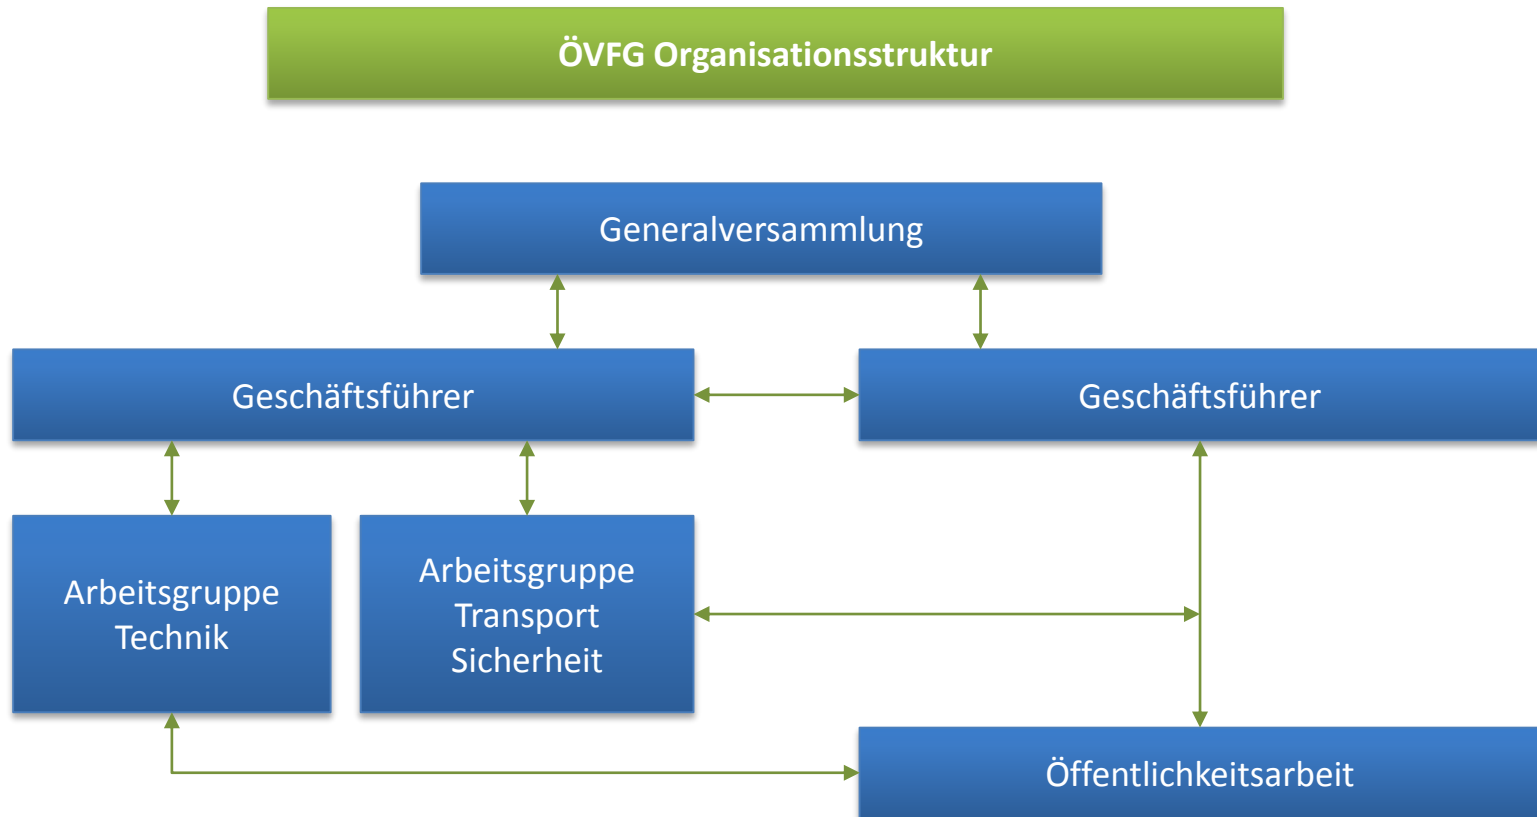 ÖVFG Organisationsstruktur
Generalversammlung
Geschäftsführer
Geschäftsführer
Arbeitsgruppe
Technik
Arbeitsgruppe
Transport
Sicherheit
Öffentlichkeitsarbeit